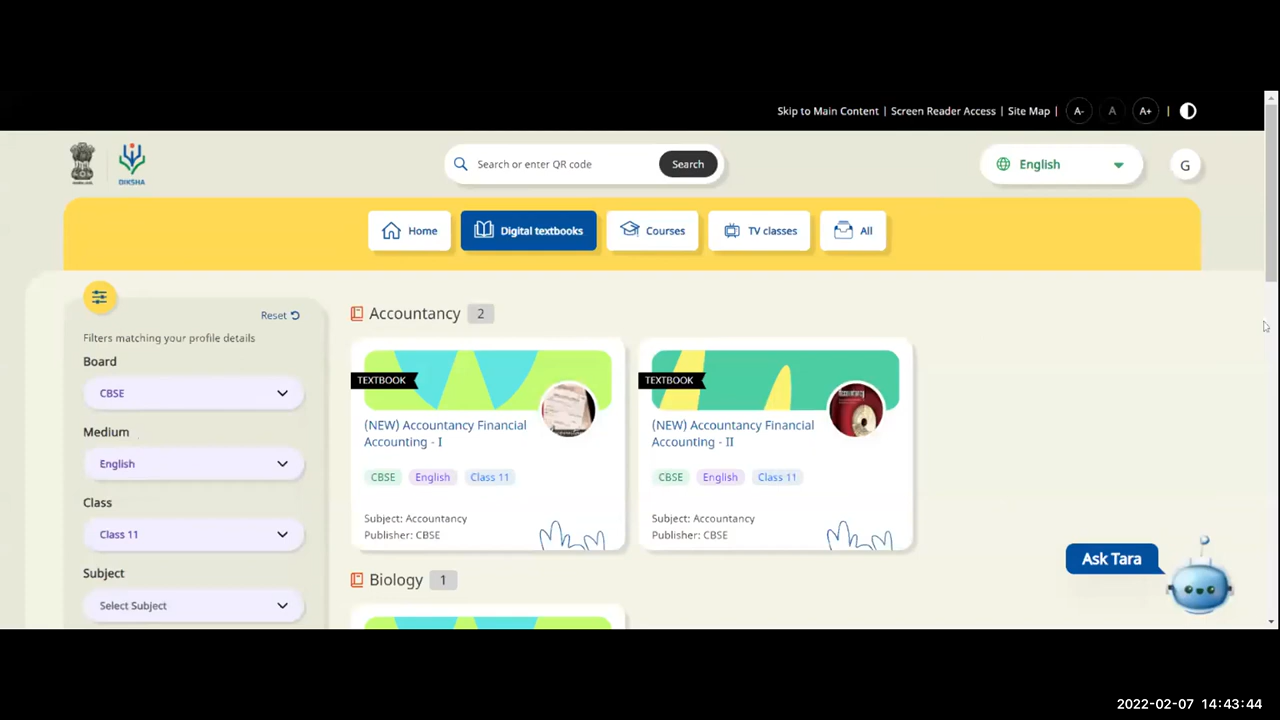 Skip to Main Content | Screen Reader Access | Site Map | A- A A+ |
DIKSHA
Search or enter QR code Search
English G
Home Digital textbooks Courses TV classes All
Reset
Filters matching your profile details
Board
CBSE
Medium
English
Class
Class 11
Subject
Select Subject
Accountancy 2
TEXTBOOK
(NEW) Accountancy Financial
Accounting - I
CBSE English Class 11
Subject: Accountancy
Publisher: CBSE
TEXTBOOK
Accountancy
(NEW) Accountancy Financial
Accounting - II
CBSE English Class 11
Subject: Accountancy
Publisher: CBSE
Biology 1
Ask Tara
2022-02-07 14:43:44